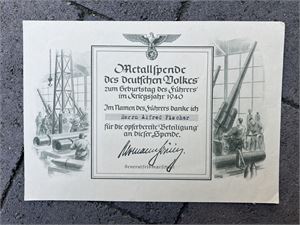 Metallspende
des deutschen Volkes
zum Geburtstag des Führers
im Kriegsjahr 1940
Im Namen des Führers danke ich
Herrn Alfred Fischer
für die opferbereite Beteiligung
an dieser Spende.
Generalfeldmarschall